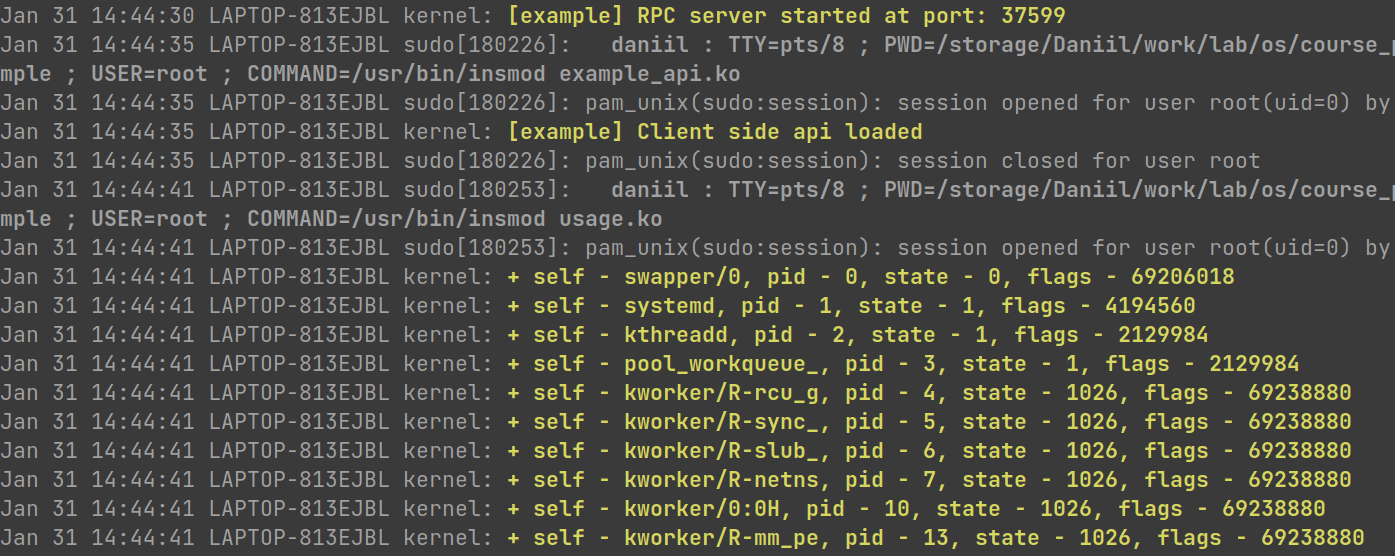 Jan 31 14:44:30 LAPTOP-813EJBL kernel: [example] RPC server started at port: 37599
Jan 31 14:44:35 LAPTOP-813EJBL sudo[180226]:   daniil : TTY=pts/8 ; PWD=/storage/Daniil/work/lab/os/course_p
mple ; USER=root ; COMMAND=/usr/bin/insmod example_api.ko
Jan 31 14:44:35 LAPTOP-813EJBL sudo[180226]: pam_unix(sudo:session): session opened for user root(uid=0) by
Jan 31 14:44:35 LAPTOP-813EJBL kernel: [example] Client side api loaded
Jan 31 14:44:35 LAPTOP-813EJBL sudo[180226]: pam_unix(sudo:session): session closed for user root
Jan 31 14:44:41 LAPTOP-813EJBL sudo[180253]:   daniil : TTY=pts/8 ; PWD=/storage/Daniil/work/lab/os/course_p
mple ; USER=root ; COMMAND=/usr/bin/insmod usage.ko
Jan 31 14:44:41 LAPTOP-813EJBL sudo[180253]: pam_unix(sudo:session): session opened for user root(uid=0) by
Jan 31 14:44:41 LAPTOP-813EJBL kernel: + self - swapper/0, pid - 0, state - 0, flags - 69206018
Jan 31 14:44:41 LAPTOP-813EJBL kernel: + self - systemd, pid - 1, state - 1, flags - 4194560
Jan 31 14:44:41 LAPTOP-813EJBL kernel: + self - kthreadd, pid - 2, state - 1, flags - 2129984
Jan 31 14:44:41 LAPTOP-813EJBL kernel: + self - pool_workqueue_, pid - 3, state - 1, flags - 2129984
Jan 31 14:44:41 LAPTOP-813EJBL kernel: + self - kworker/R-rcu_g, pid - 4, state - 1026, flags - 69238880
Jan 31 14:44:41 LAPTOP-813EJBL kernel: + self - kworker/R-sync_, pid - 5, state - 1026, flags - 69238880
Jan 31 14:44:41 LAPTOP-813EJBL kernel: + self - kworker/R-slub_, pid - 6, state - 1026, flags - 69238880
Jan 31 14:44:41 LAPTOP-813EJBL kernel: + self - kworker/R-netns, pid - 7, state - 1026, flags - 69238880
Jan 31 14:44:41 LAPTOP-813EJBL kernel: + self - kworker/0:0H, pid - 10, state - 1026, flags - 69238880
Jan 31 14:44:41 LAPTOP-813EJBL kernel: + self - kworker/R-mm_pe, pid - 13, state - 1026, flags - 69238880